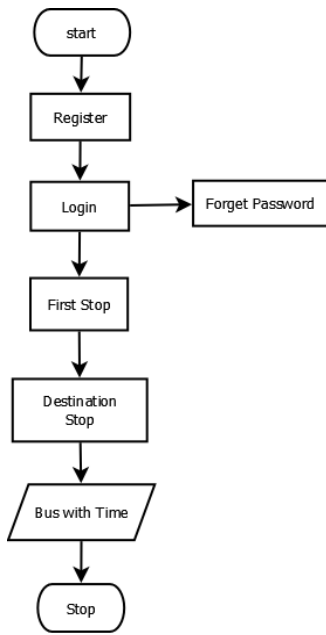 start
Register
Login
Forget Password
First Stop
Destination
Stop
Bus with Time
Stop